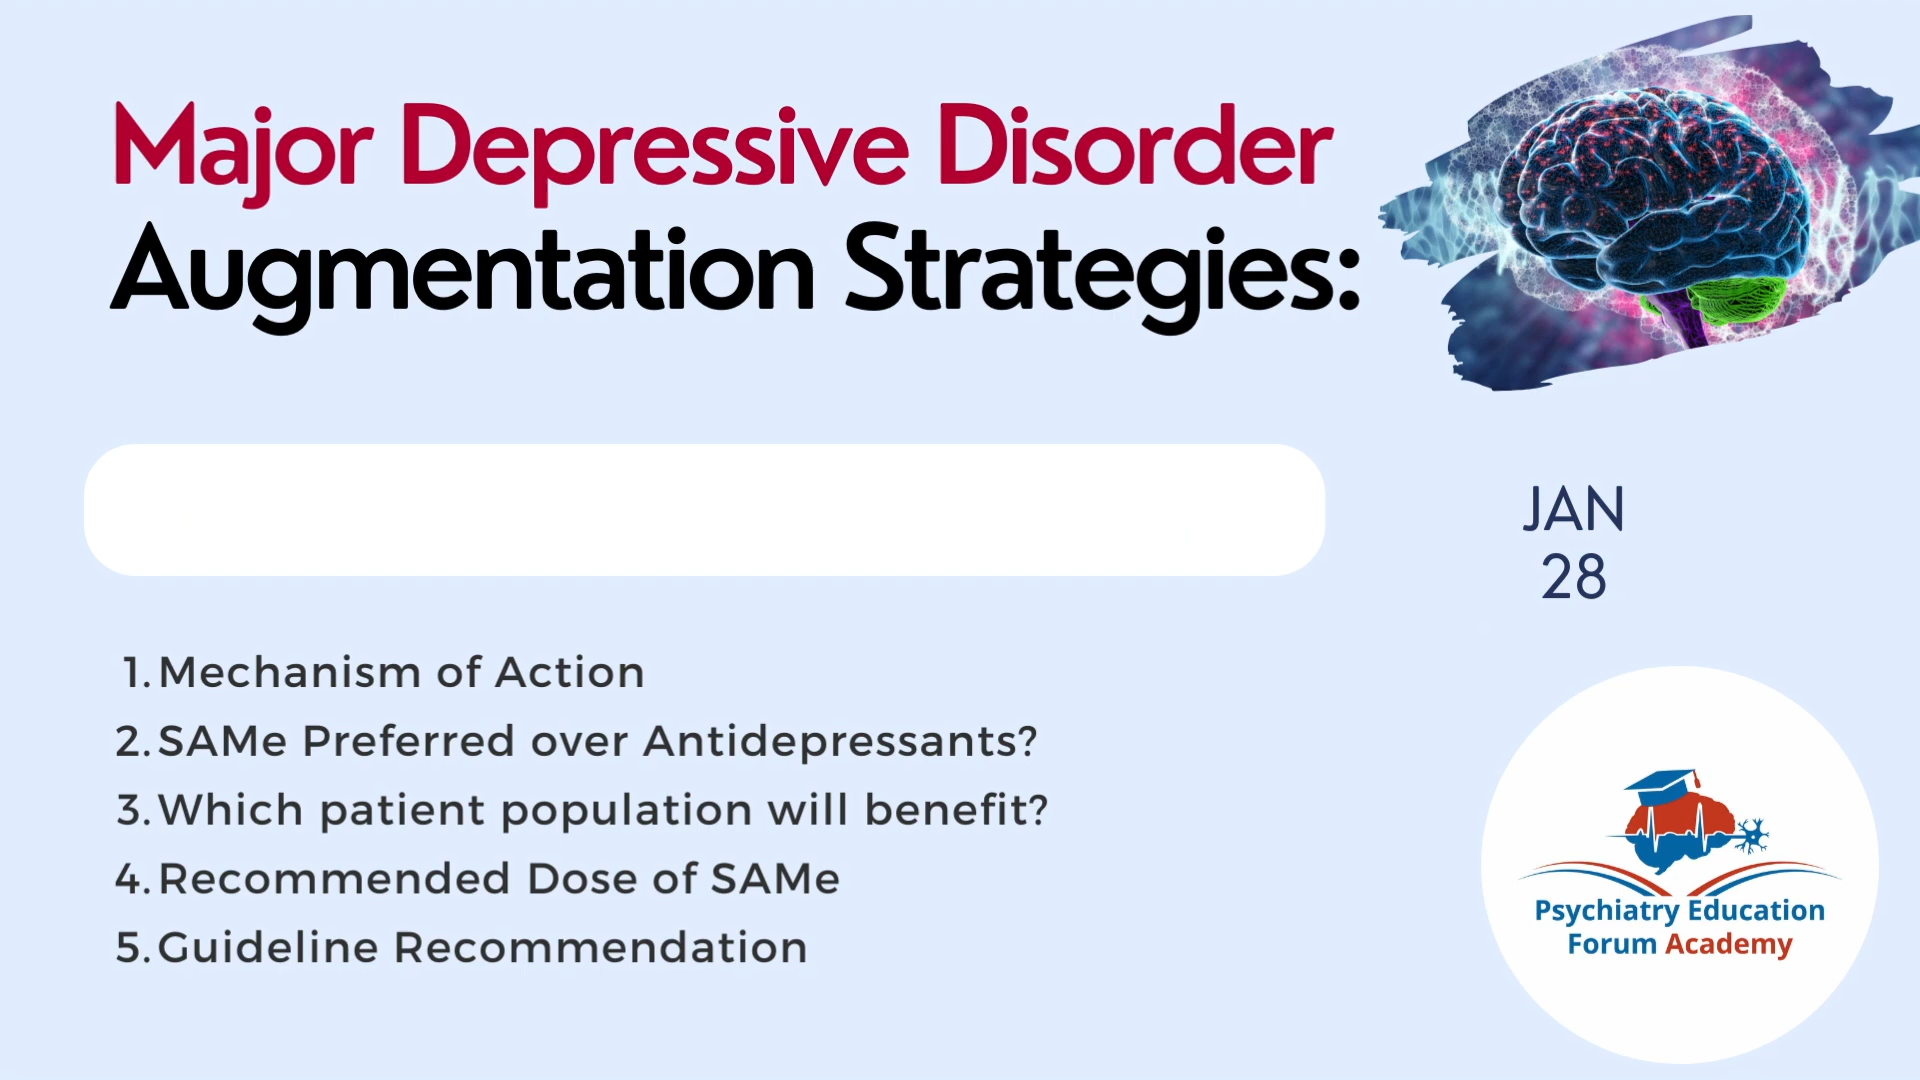 Major Depressive Disorder
Augmentation Strategies:
JAN
28
1. Mechanism of Action
2. SAMe Preferred over Antidepressants?
3. Which patient population will benefit?
4. Recommended Dose of SAMe
5. Guideline Recommendation
Psychiatry Education
Forum Academy